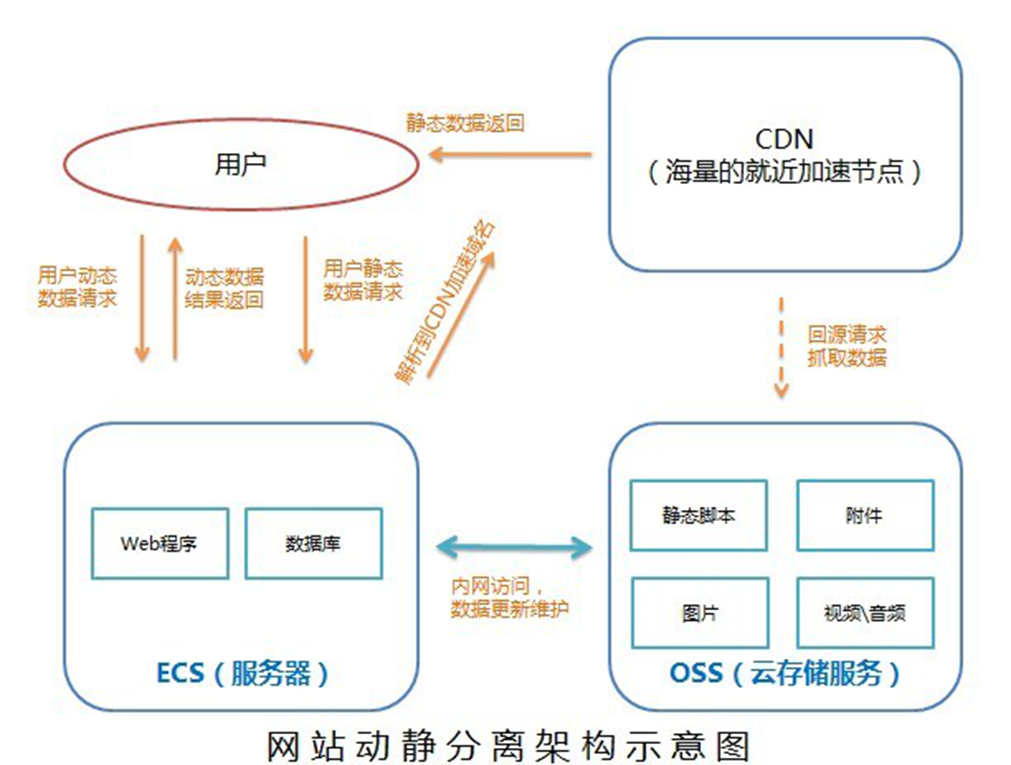 CDN
（海量的就近加速节点）
静态数据返回
用户
用户动态
数据请求
动态数据
结果返回
用户静态
数据请求
解析到CDN加速域名
回源请求
抓取数据
Web程序
数据库
ECS（服务器）
内网访问，
数据更新维护
静态脚本
附件
图片
视频\音频
OSS（云存储服务）
网站动静分离架构示意图